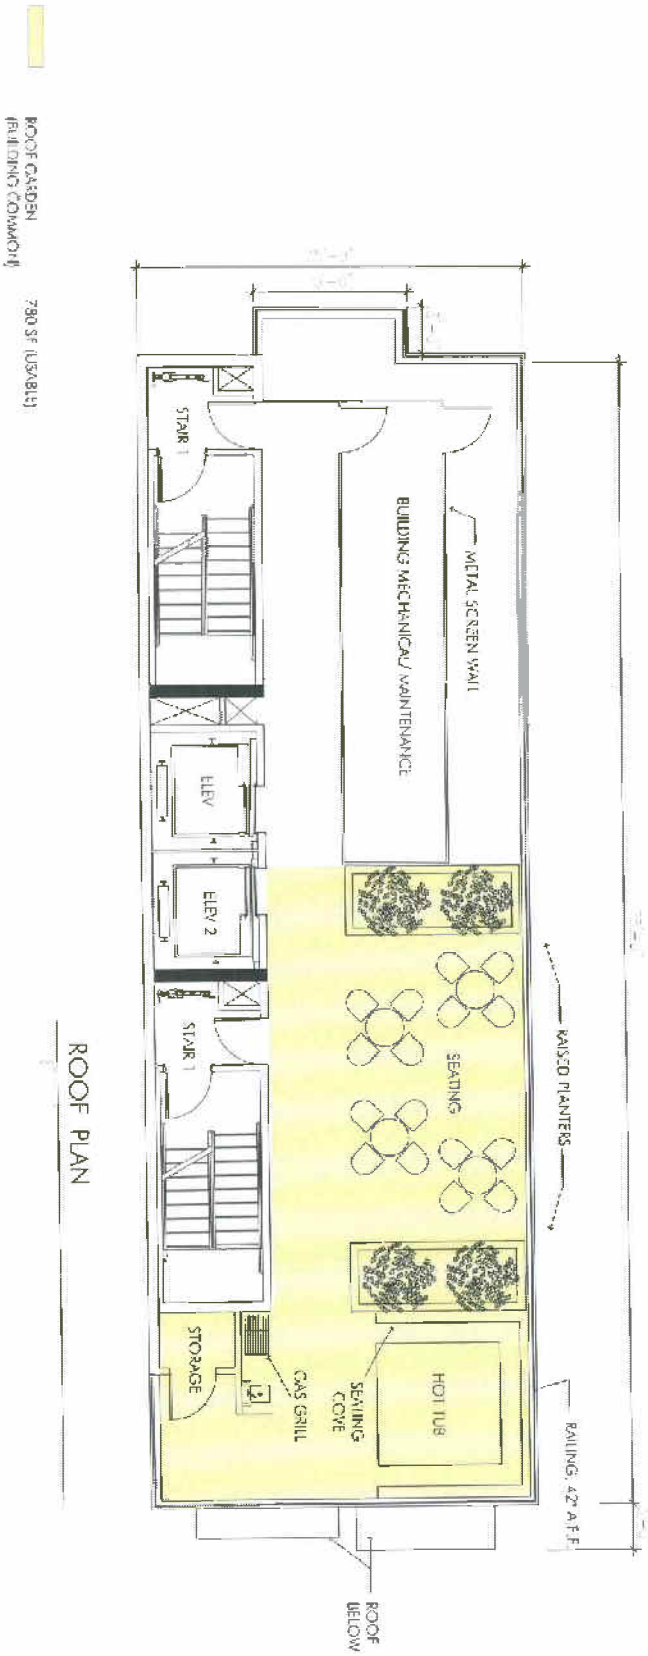 ROOF GARDEN 780 SF (USABLE)
(BUILDING COMMON)
STAIR 1
BUILDING MECHANICAL/ MAINTENANCE
METAL SCREEN WALL
ELEV
ELEV 2
RAISED PLANTERS
SEATING
STAIR 1
STORAGE
GAS GRILL
SEATING
COVE
HOT TUB
RAILING, 42" A.F.F
ROOF
BELOW
ROOF PLAN